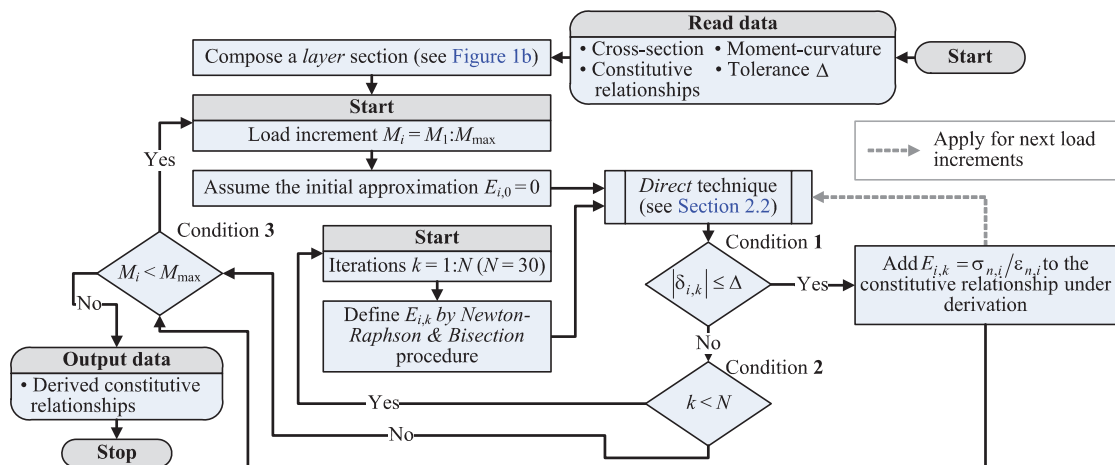 Read data
• Cross-section • Moment-curvature
• Constitutive • Tolerance Δ
relationships
Start
Compose a layer section (see Figure 1b)
Start
Load increment Mᵢ = M₁:Mmax
Assume the initial approximation Eᵢ,₀ = 0
Direct technique
(see Section 2.2)
Apply for next load
increments
Yes
Condition 3
Mᵢ < Mmax
No
Start
Iterations k = 1:N (N = 30)
Define Eᵢ,ₖ by Newton-
Raphson & Bisection
procedure
Condition 1
|δᵢ,ₖ| ≤ Δ
Yes
Add Eᵢ,ₖ = σₙ,ᵢ/εₙ,ᵢ to the
constitutive relationship under
derivation
No
Condition 2
k < N
Yes
No
Output data
• Derived constitutive
relationships
Stop